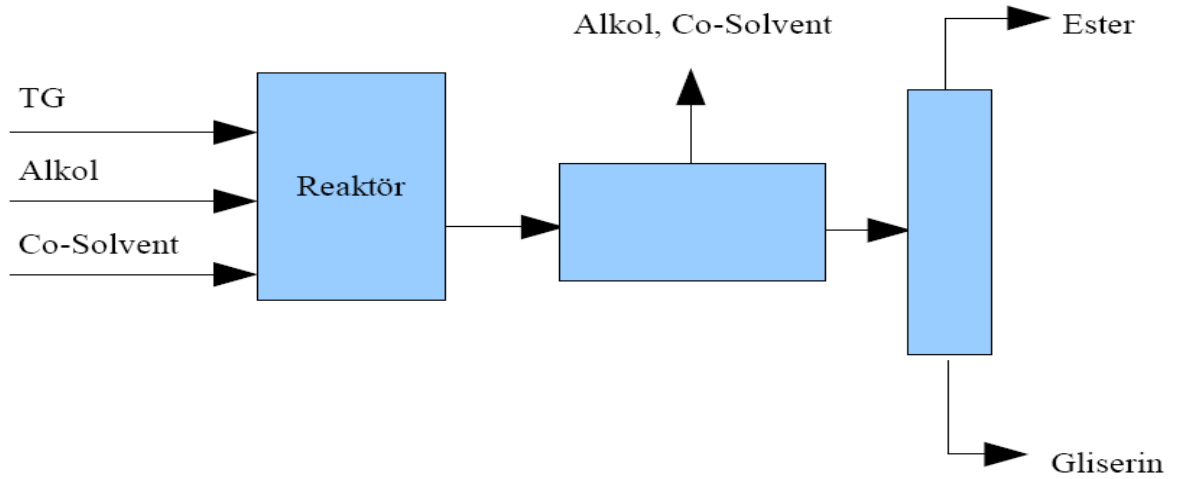 Alkol, Co-Solvent
Ester
TG
Alkol
Reaktör
Co-Solvent
Gliserin